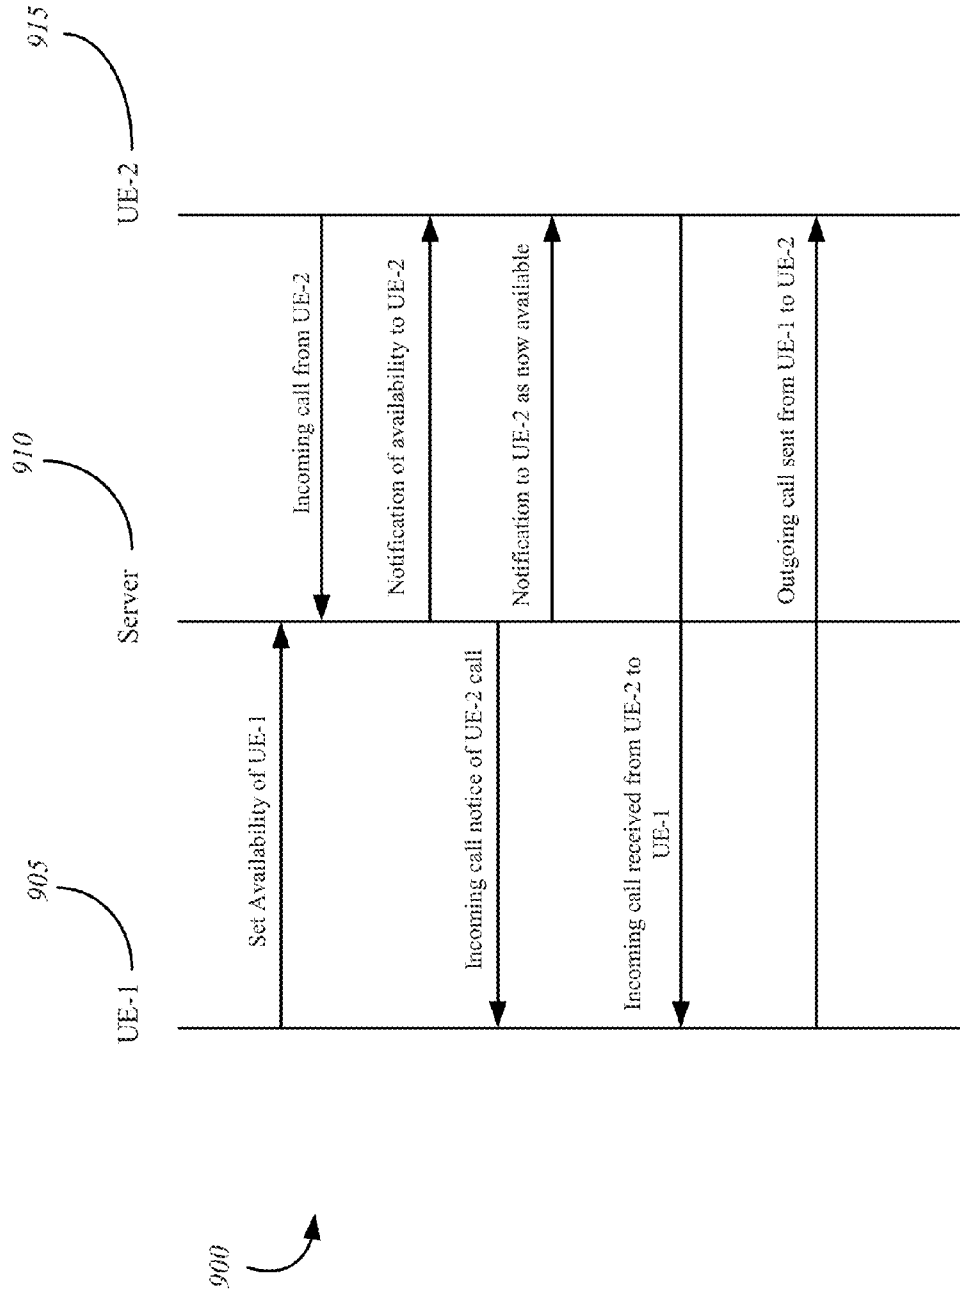 905
910
915
UE-1
Server
UE-2
Set Availability of UE-1
Incoming call from UE-2
Notification of availability to UE-2
Incoming call notice of UE-2 call
Notification to UE-2 as now available
Incoming call received from UE-2 to
UE-1
Outgoing call sent from UE-1 to UE-2
900